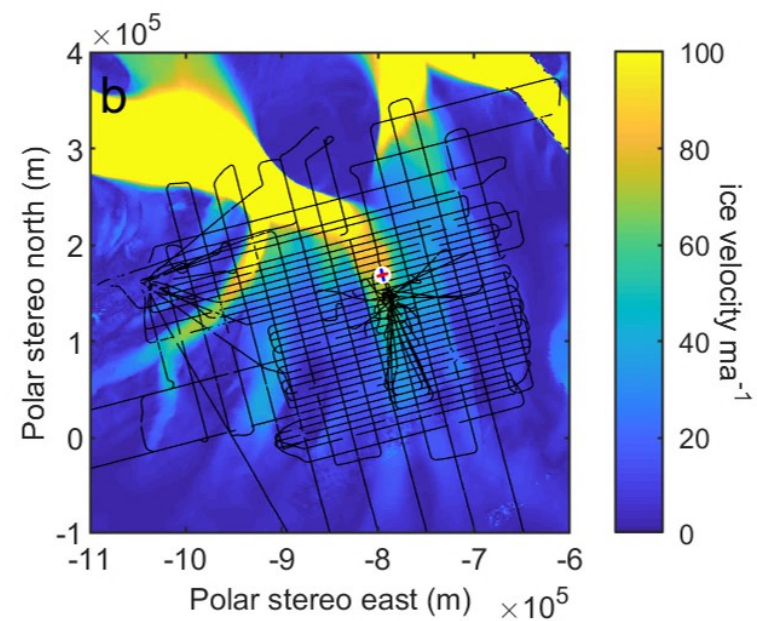 ×10⁵
b
4
3
2
1
0
-1
Polar stereo north (m)
-11 -10 -9 -8 -7 -6
Polar stereo east (m) ×10⁵
100
80
60
40
20
0
ice velocity ma⁻¹